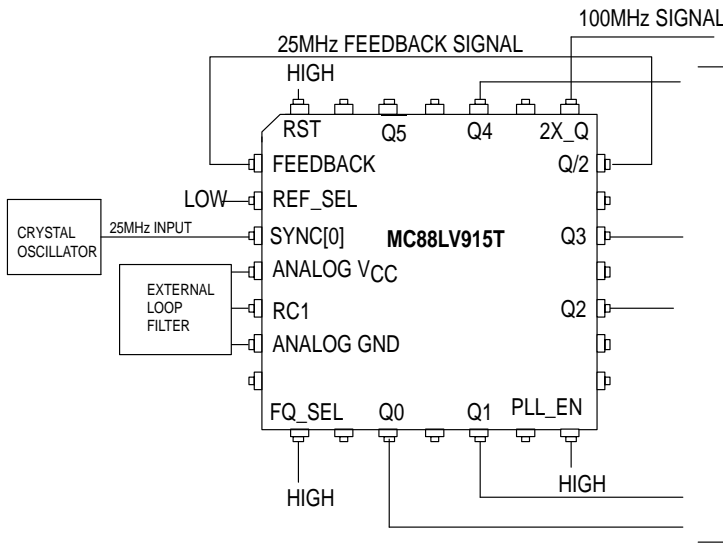 100MHz SIGNAL
25MHz FEEDBACK SIGNAL
HIGH
RST Q5 Q4 2X_Q
FEEDBACK Q/2
LOW REF_SEL
CRYSTAL
OSCILLATOR
25MHz INPUT
SYNC[0] MC88LV915T Q3
ANALOG VCC
EXTERNAL
LOOP
FILTER
RC1 Q2
ANALOG GND
FQ_SEL Q0 Q1 PLL_EN
HIGH HIGH